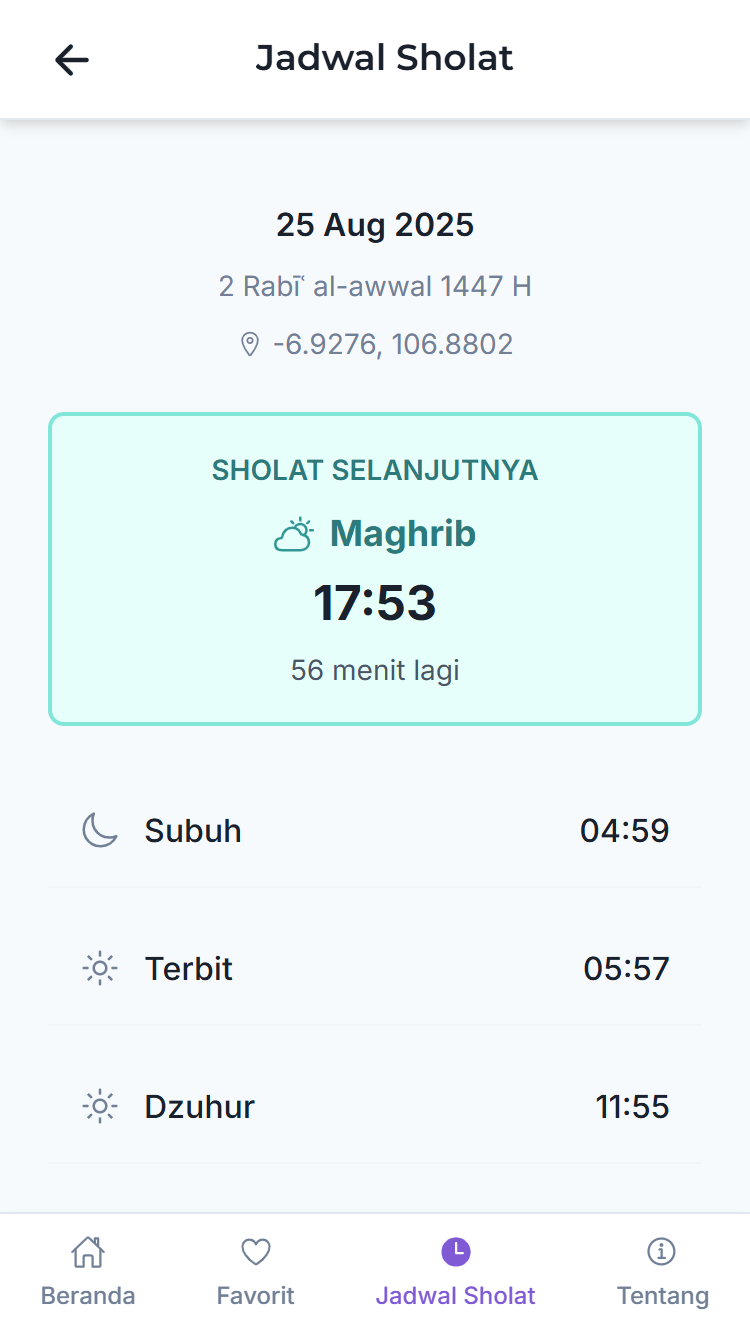 Jadwal Sholat
25 Aug 2025
2 Rabīʿ al-awwal 1447 H
-6.9276, 106.8802
SHOLAT SELANJUTNYA
Maghrib
17:53
56 menit lagi
Subuh 04:59
Terbit 05:57
Dzuhur 11:55
Beranda Favorit Jadwal Sholat Tentang